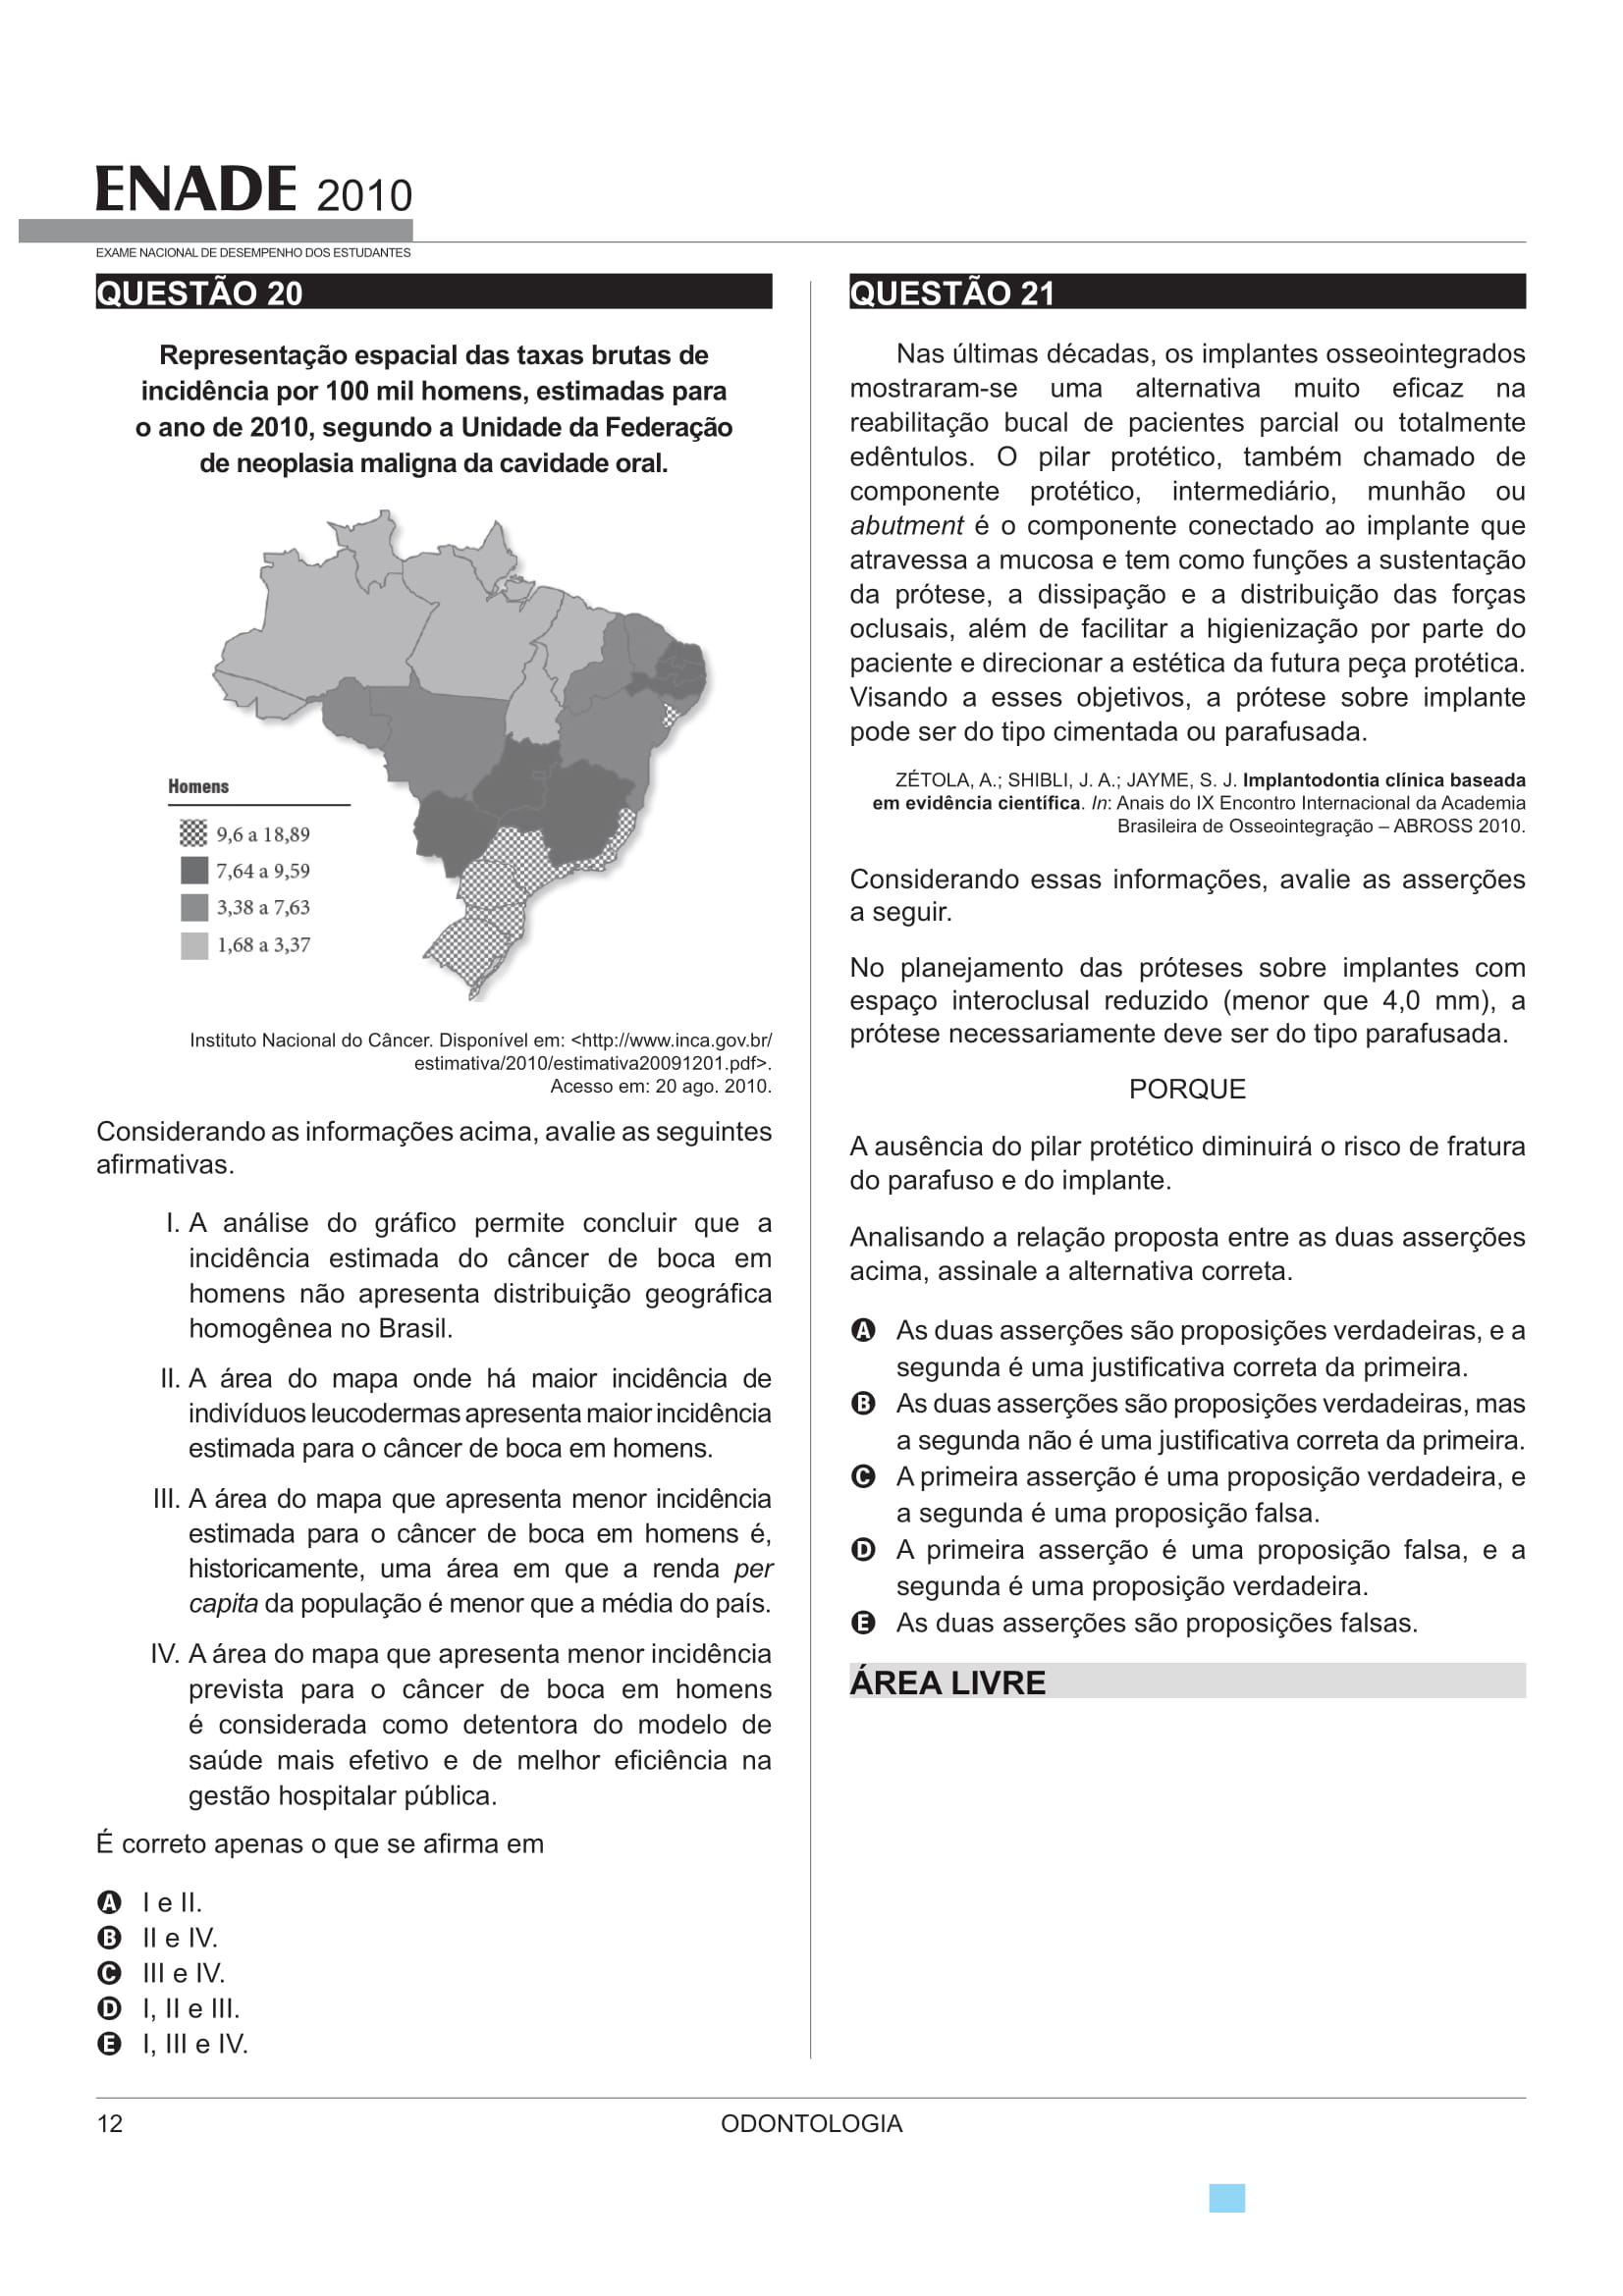 ENADE 2010
EXAME NACIONAL DE DESEMPENHO DOS ESTUDANTES
QUESTÃO 20
Representação espacial das taxas brutas de
incidência por 100 mil homens, estimadas para
o ano de 2010, segundo a Unidade da Federação
de neoplasia maligna da cavidade oral.
Homens
9,6 a 18,89
7,64 a 9,59
3,38 a 7,63
1,68 a 3,37
Instituto Nacional do Câncer. Disponível em: <http://www.inca.gov.br/
estimativa/2010/estimativa20091201.pdf>.
Acesso em: 20 ago. 2010.
Considerando as informações acima, avalie as seguintes
afirmativas.
I. A análise do gráfico permite concluir que a
incidência estimada do câncer de boca em
homens não apresenta distribuição geográfica
homogênea no Brasil.
II. A área do mapa onde há maior incidência de
indivíduos leucodermas apresenta maior incidência
estimada para o câncer de boca em homens.
III. A área do mapa que apresenta menor incidência
estimada para o câncer de boca em homens é,
historicamente, uma área em que a renda per
capita da população é menor que a média do país.
IV. A área do mapa que apresenta menor incidência
prevista para o câncer de boca em homens
é considerada como detentora do modelo de
saúde mais efetivo e de melhor eficiência na
gestão hospitalar pública.
É correto apenas o que se afirma em
A I e II.
B II e IV.
C III e IV.
D I, II e III.
E I, III e IV.
QUESTÃO 21
Nas últimas décadas, os implantes osseointegrados
mostraram-se uma alternativa muito eficaz na
reabilitação bucal de pacientes parcial ou totalmente
edêntulos. O pilar protético, também chamado de
componente protético, intermediário, munhão ou
abutment é o componente conectado ao implante que
atravessa a mucosa e tem como funções a sustentação
da prótese, a dissipação e a distribuição das forças
oclusais, além de facilitar a higienização por parte do
paciente e direcionar a estética da futura peça protética.
Visando a esses objetivos, a prótese sobre implante
pode ser do tipo cimentada ou parafusada.
ZÉTOLA, A.; SHIBLI, J. A.; JAYME, S. J. Implantodontia clínica baseada
em evidência científica. In: Anais do IX Encontro Internacional da Academia
Brasileira de Osseointegração – ABROSS 2010.
Considerando essas informações, avalie as asserções
a seguir.
No planejamento das próteses sobre implantes com
espaço interoclusal reduzido (menor que 4,0 mm), a
prótese necessariamente deve ser do tipo parafusada.
PORQUE
A ausência do pilar protético diminuirá o risco de fratura
do parafuso e do implante.
Analisando a relação proposta entre as duas asserções
acima, assinale a alternativa correta.
A As duas asserções são proposições verdadeiras, e a
segunda é uma justificativa correta da primeira.
B As duas asserções são proposições verdadeiras, mas
a segunda não é uma justificativa correta da primeira.
C A primeira asserção é uma proposição verdadeira, e
a segunda é uma proposição falsa.
D A primeira asserção é uma proposição falsa, e a
segunda é uma proposição verdadeira.
E As duas asserções são proposições falsas.
ÁREA LIVRE
12
ODONTOLOGIA